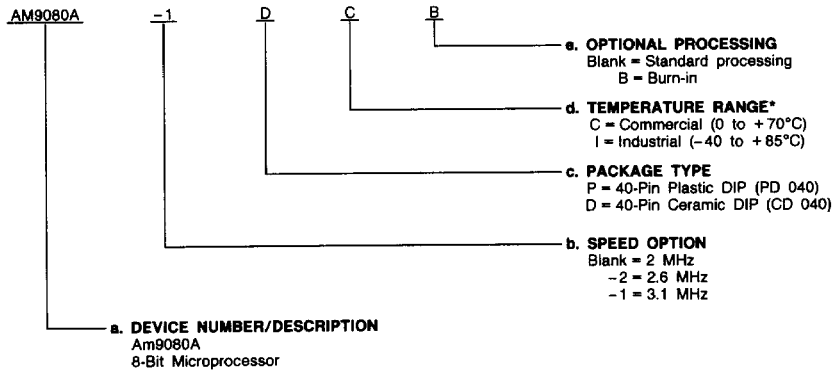 AM9080A -1 D C B
e. OPTIONAL PROCESSING
Blank = Standard processing
B = Burn-in
d. TEMPERATURE RANGE*
C = Commercial (0 to +70°C)
I = Industrial (-40 to +85°C)
c. PACKAGE TYPE
P = 40-Pin Plastic DIP (PD 040)
D = 40-Pin Ceramic DIP (CD 040)
b. SPEED OPTION
Blank = 2 MHz
-2 = 2.6 MHz
-1 = 3.1 MHz
a. DEVICE NUMBER/DESCRIPTION
Am9080A
8-Bit Microprocessor